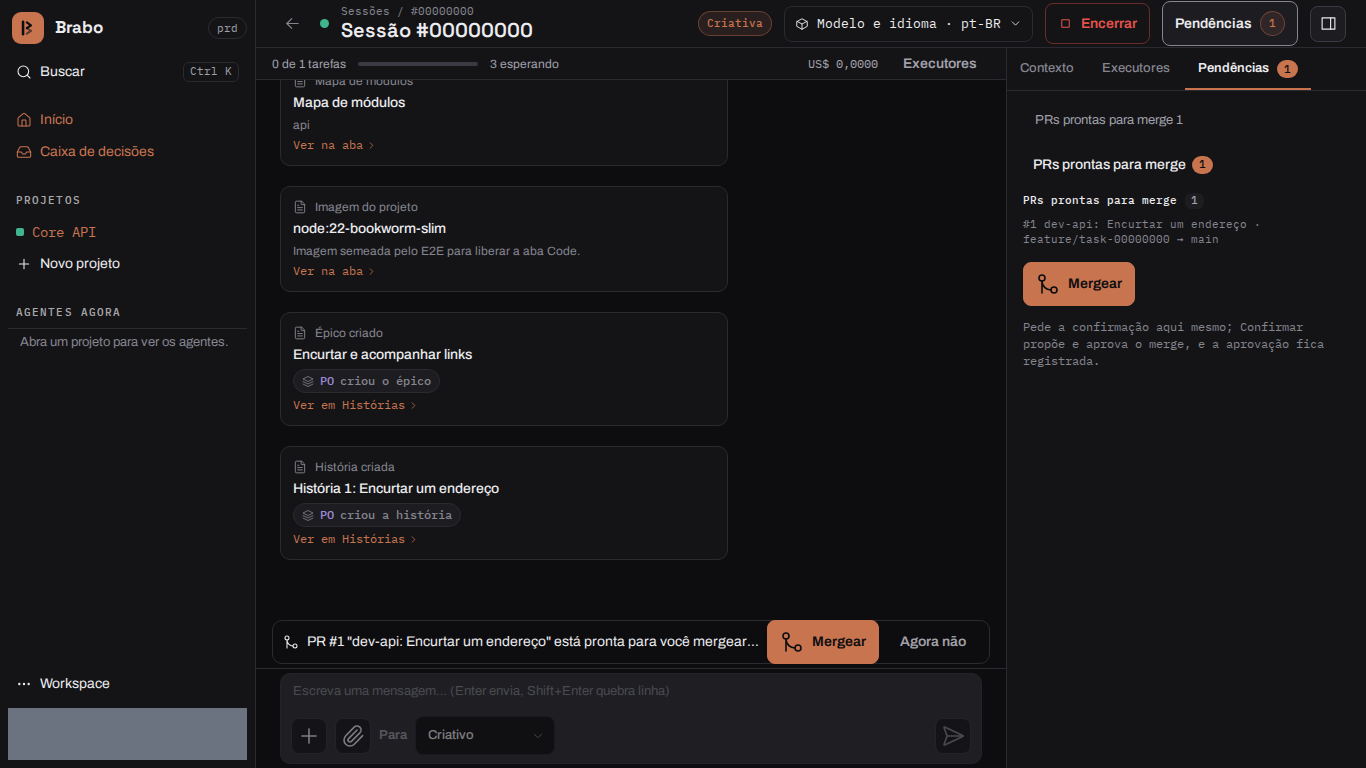 Brabo
prd
Buscar
Ctrl K
Início
Caixa de decisões
PROJETOS
Core API
Novo projeto
AGENTES AGORA
Abra um projeto para ver os agentes.
Workspace
Sessões / #00000000
Sessão #00000000
Criativa
Modelo e idioma · pt-BR
Encerrar
Pendências 1
0 de 1 tarefas
3 esperando
US$ 0,0000
Executores
Mapa de módulos
Mapa de módulos
api
Ver na aba
Imagem do projeto
node:22-bookworm-slim
Imagem semeada pelo E2E para liberar a aba Code.
Ver na aba
Épico criado
Encurtar e acompanhar links
PO criou o épico
Ver em Histórias
História criada
História 1: Encurtar um endereço
PO criou a história
Ver em Histórias
PR #1 "dev-api: Encurtar um endereço" está pronta para você mergear...
Mergear
Agora não
Escreva uma mensagem... (Enter envia, Shift+Enter quebra linha)
Para
Criativo
Contexto
Executores
Pendências 1
PRs prontas para merge 1
PRs prontas para merge 1
PRs prontas para merge 1
#1 dev-api: Encurtar um endereço ·
feature/task-00000000 → main
Mergear
Pede a confirmação aqui mesmo; Confirmar
propõe e aprova o merge, e a aprovação fica
registrada.